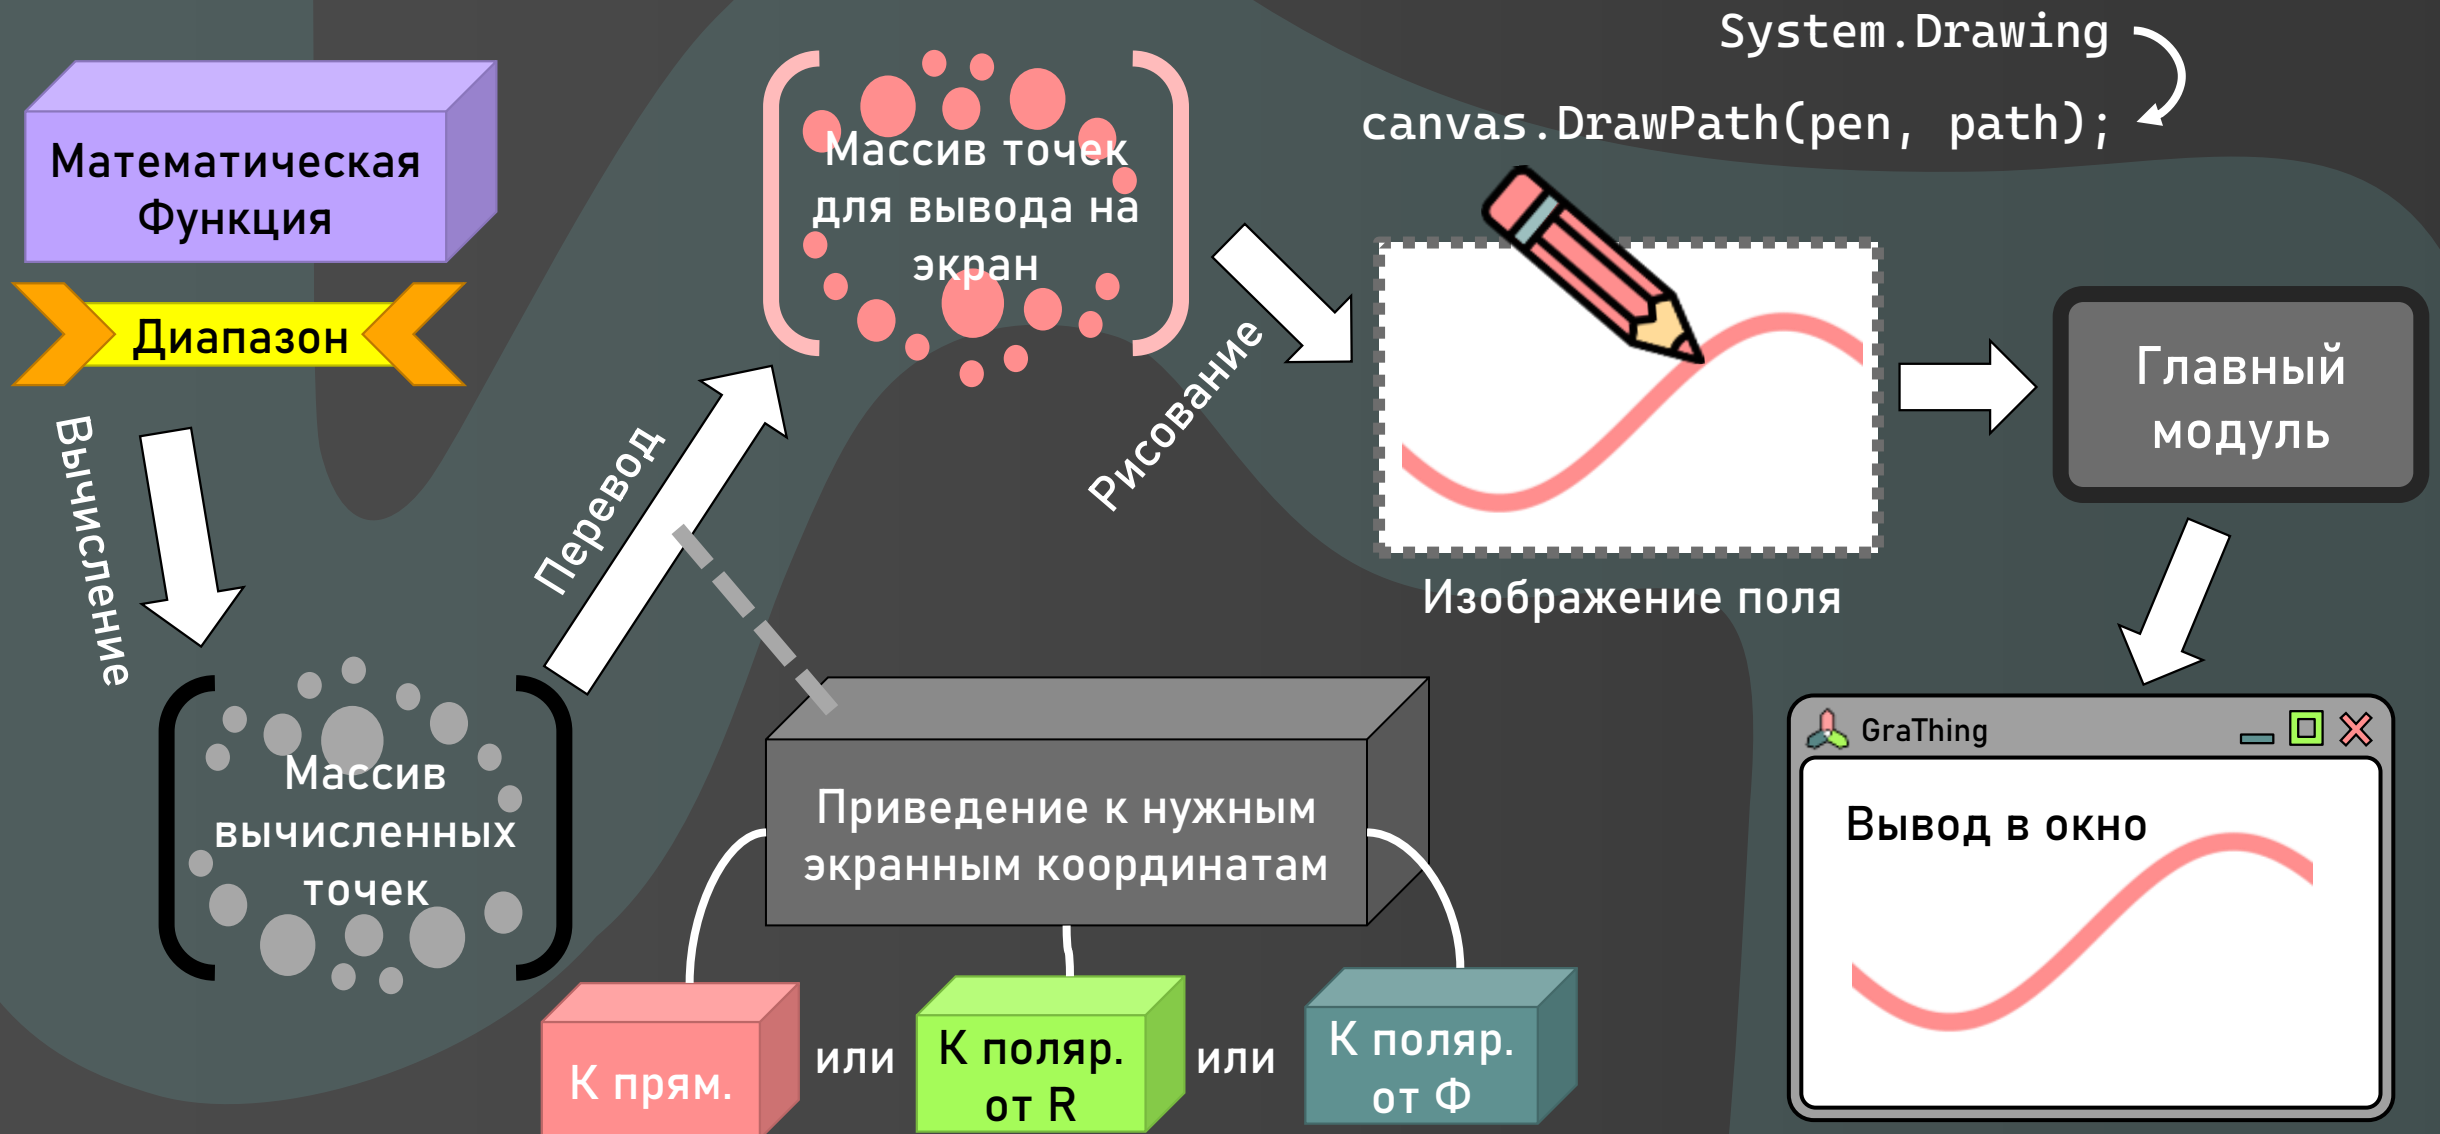 Математическая
Функция
Диапазон
Вычисление
Массив
вычисленных
точек
Перевод
Массив точек
для вывода на
экран
Приведение к нужным
экранным координатам
К прям.
или
К поляр.
от R
или
К поляр.
от Ф
Рисование
System.Drawing
canvas.DrawPath(pen, path);
Изображение поля
Главный
модуль
GraThing
Вывод в окно